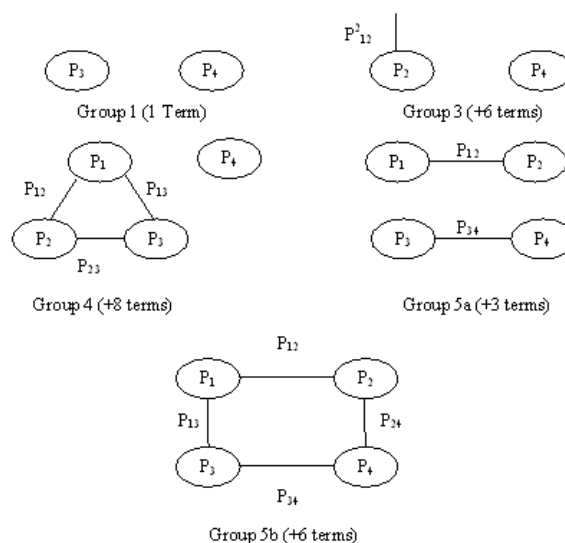 P²₁₂
P₃ P₄ P₂ P₄
Group 1 (1 Term) Group 3 (+6 terms)
P₁ P₄ P₁ P₁₂ P₂
P₁₂ P₁₃
P₂ P₃ P₃ P₃₄ P₄
P₂₃
Group 4 (+8 terms) Group 5a (+3 terms)
P₁₂
P₁ P₂
P₁₃ P₂₄
P₃ P₄
P₃₄
Group 5b (+6 terms)